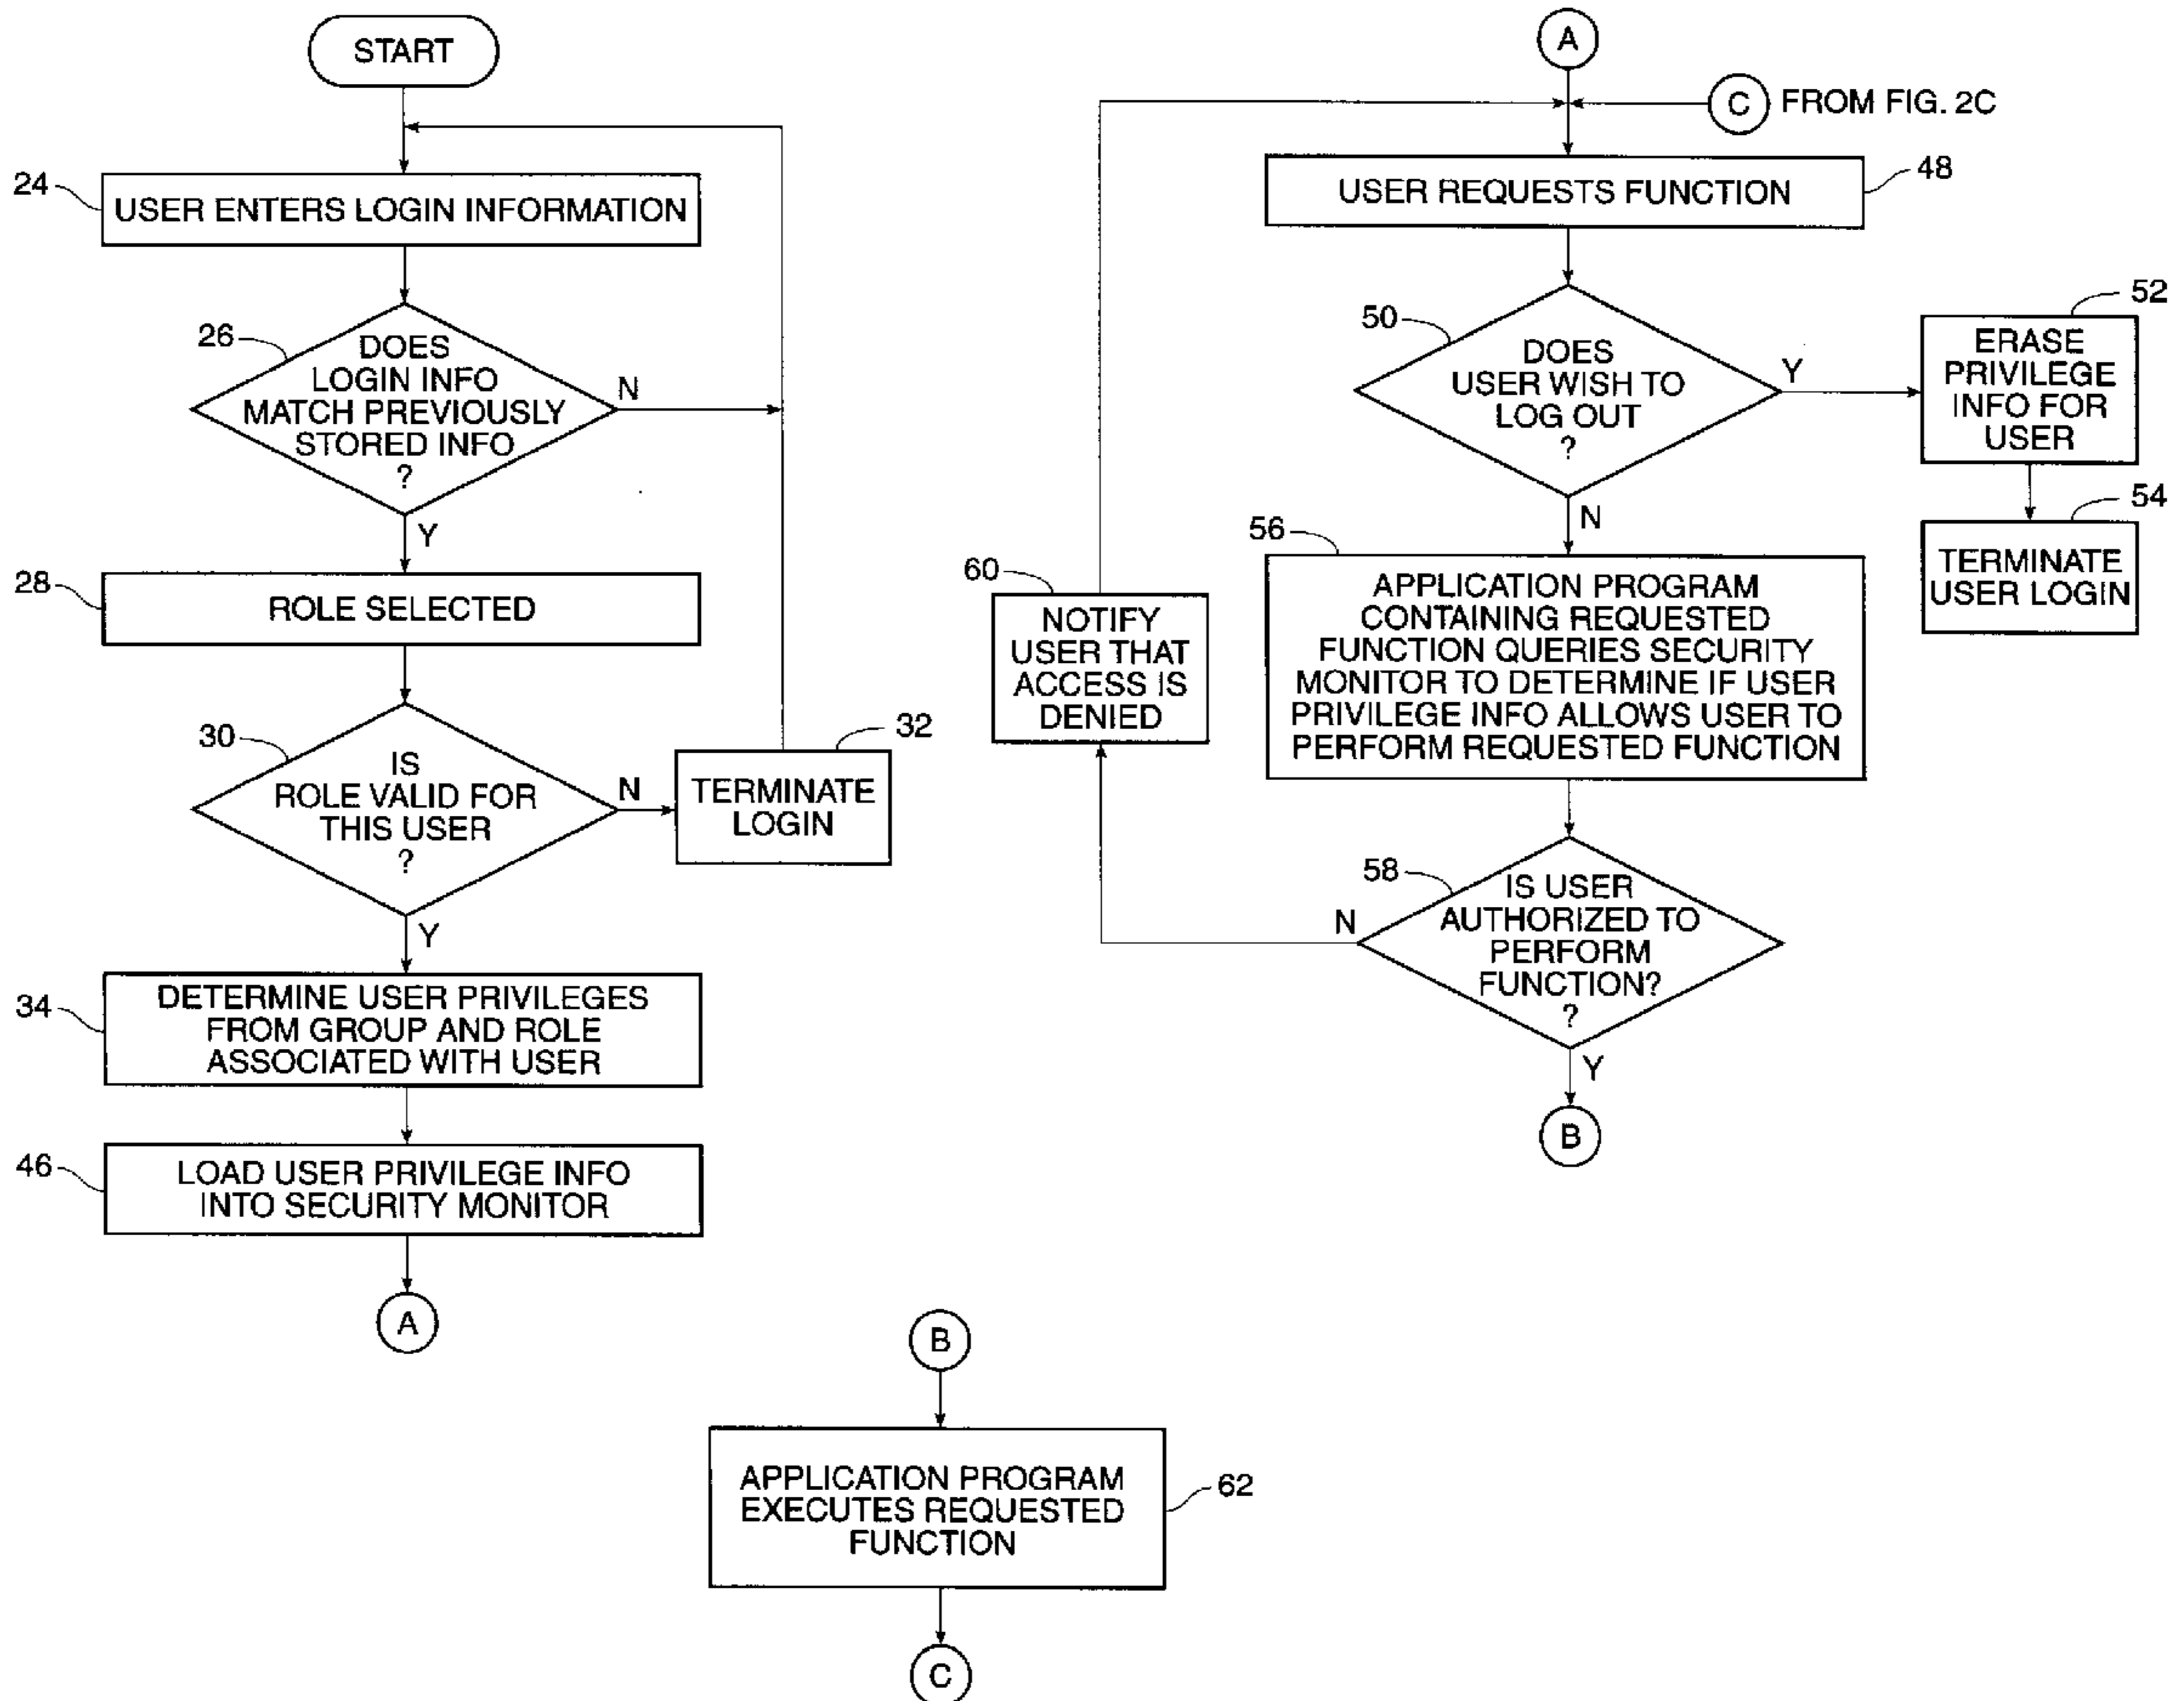 START
24
USER ENTERS LOGIN INFORMATION
26
DOES
LOGIN INFO
MATCH PREVIOUSLY
STORED INFO
?
N
Y
28
ROLE SELECTED
30
IS
ROLE VALID FOR
THIS USER
?
N
32
TERMINATE
LOGIN
Y
34
DETERMINE USER PRIVILEGES
FROM GROUP AND ROLE
ASSOCIATED WITH USER
46
LOAD USER PRIVILEGE INFO
INTO SECURITY MONITOR
A
A
C FROM FIG. 2C
48
USER REQUESTS FUNCTION
50
DOES
USER WISH TO
LOG OUT
?
Y
52
ERASE
PRIVILEGE
INFO FOR
USER
54
TERMINATE
USER LOGIN
N
56
APPLICATION PROGRAM
CONTAINING REQUESTED
FUNCTION QUERIES SECURITY
MONITOR TO DETERMINE IF USER
PRIVILEGE INFO ALLOWS USER TO
PERFORM REQUESTED FUNCTION
60
NOTIFY
USER THAT
ACCESS IS
DENIED
58
IS USER
AUTHORIZED TO
PERFORM
FUNCTION?
?
N
Y
B
B
62
APPLICATION PROGRAM
EXECUTES REQUESTED
FUNCTION
C